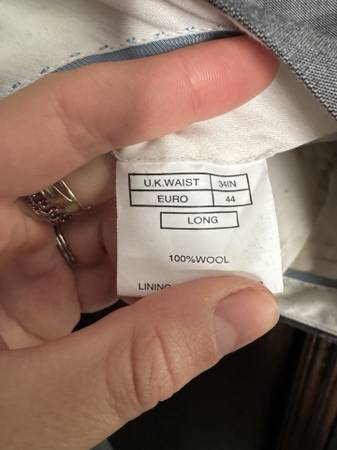 U.K.WAIST 34IN
EURO 44
LONG
100%WOOL
LINING